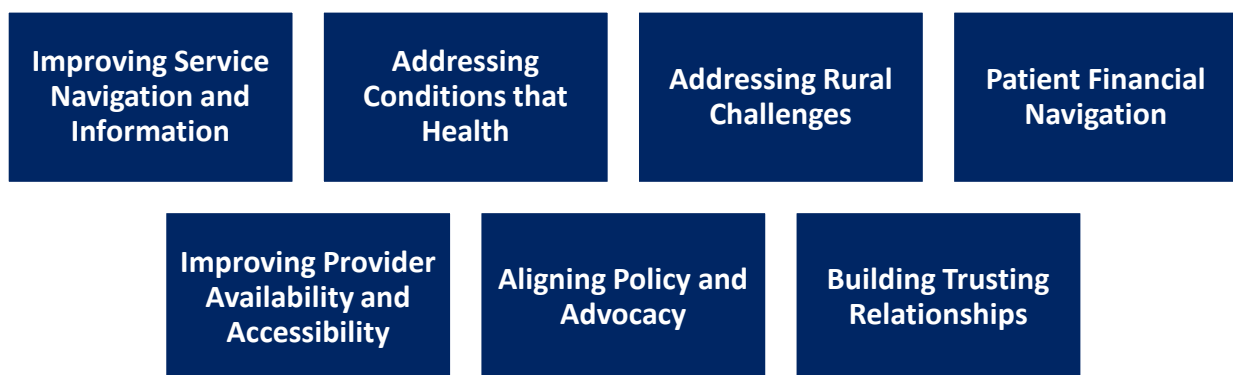 Improving Service
Navigation and
Information
Addressing
Conditions that
Health
Addressing Rural
Challenges
Patient Financial
Navigation
Improving Provider
Availability and
Accessibility
Aligning Policy and
Advocacy
Building Trusting
Relationships